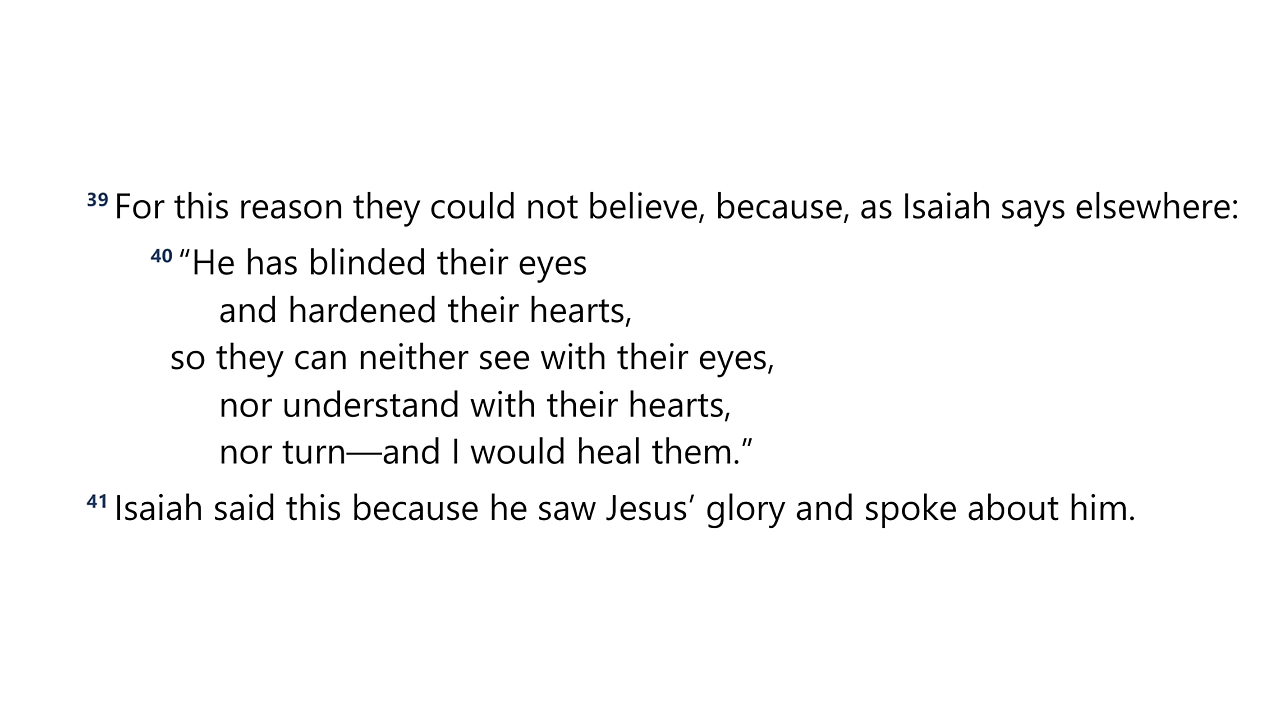 39 For this reason they could not believe, because, as Isaiah says elsewhere:
40 “He has blinded their eyes
and hardened their hearts,
so they can neither see with their eyes,
nor understand with their hearts,
nor turn—and I would heal them.”
41 Isaiah said this because he saw Jesus’ glory and spoke about him.